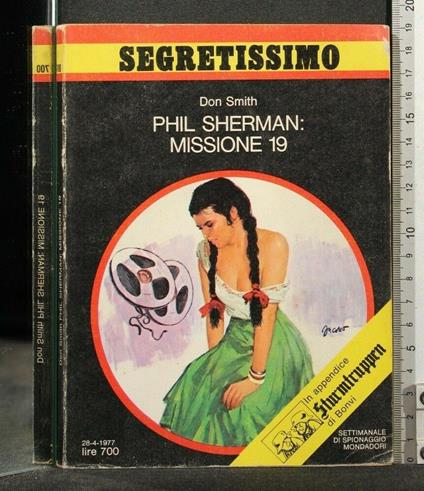 SEGRETISSIMO
Don Smith
PHIL SHERMAN:
MISSIONE 19
in appendice
Sturmtruppen
di Bonvi
28-4-1977
lire 700
SETTIMANALE
DI SPIONAGGIO
MONDADORI
Don Smith PHIL SHERMAN: MISSIONE 19
700